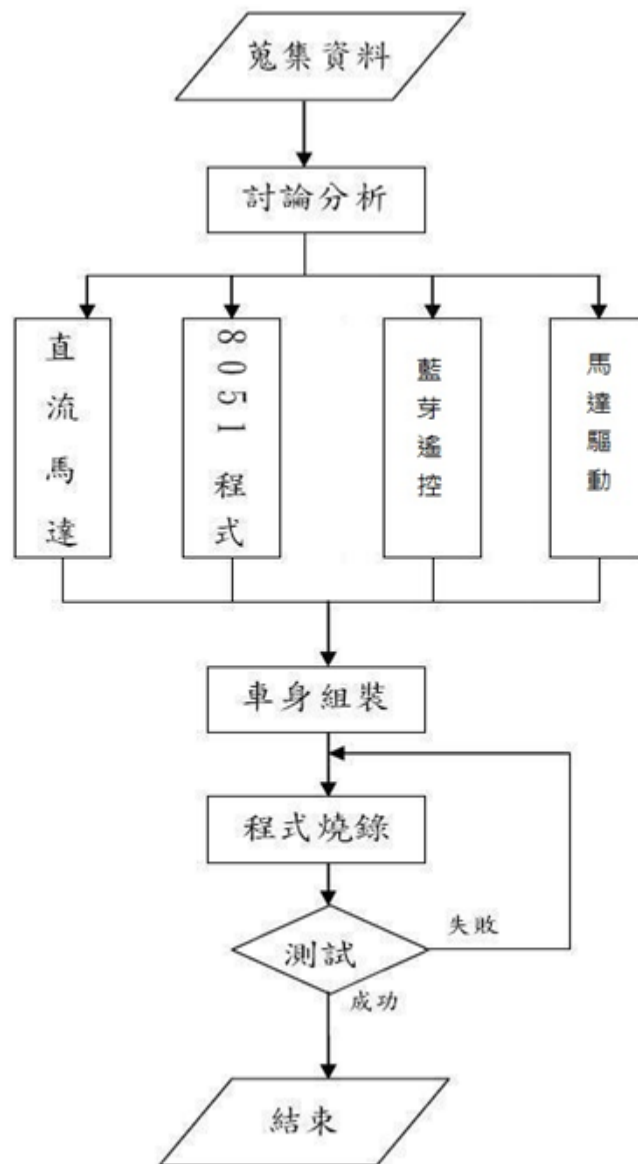 蒐集資料
討論分析
直流馬達
8051程式
藍芽遙控
馬達驅動
車身組裝
程式燒錄
測試
失敗
成功
結束